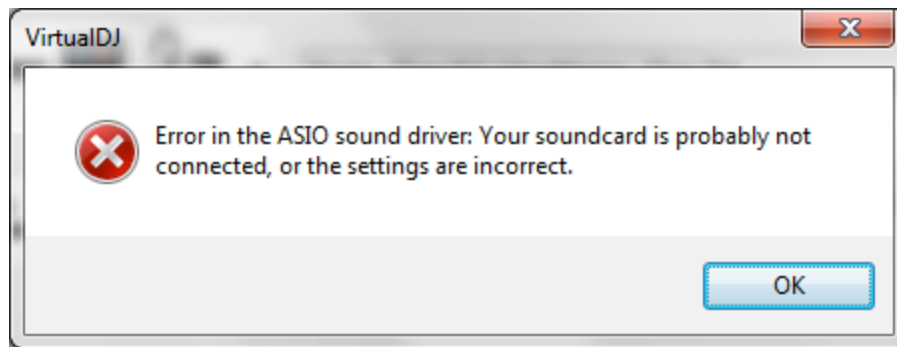 VirtualDJ
Error in the ASIO sound driver: Your soundcard is probably not
connected, or the settings are incorrect.
OK